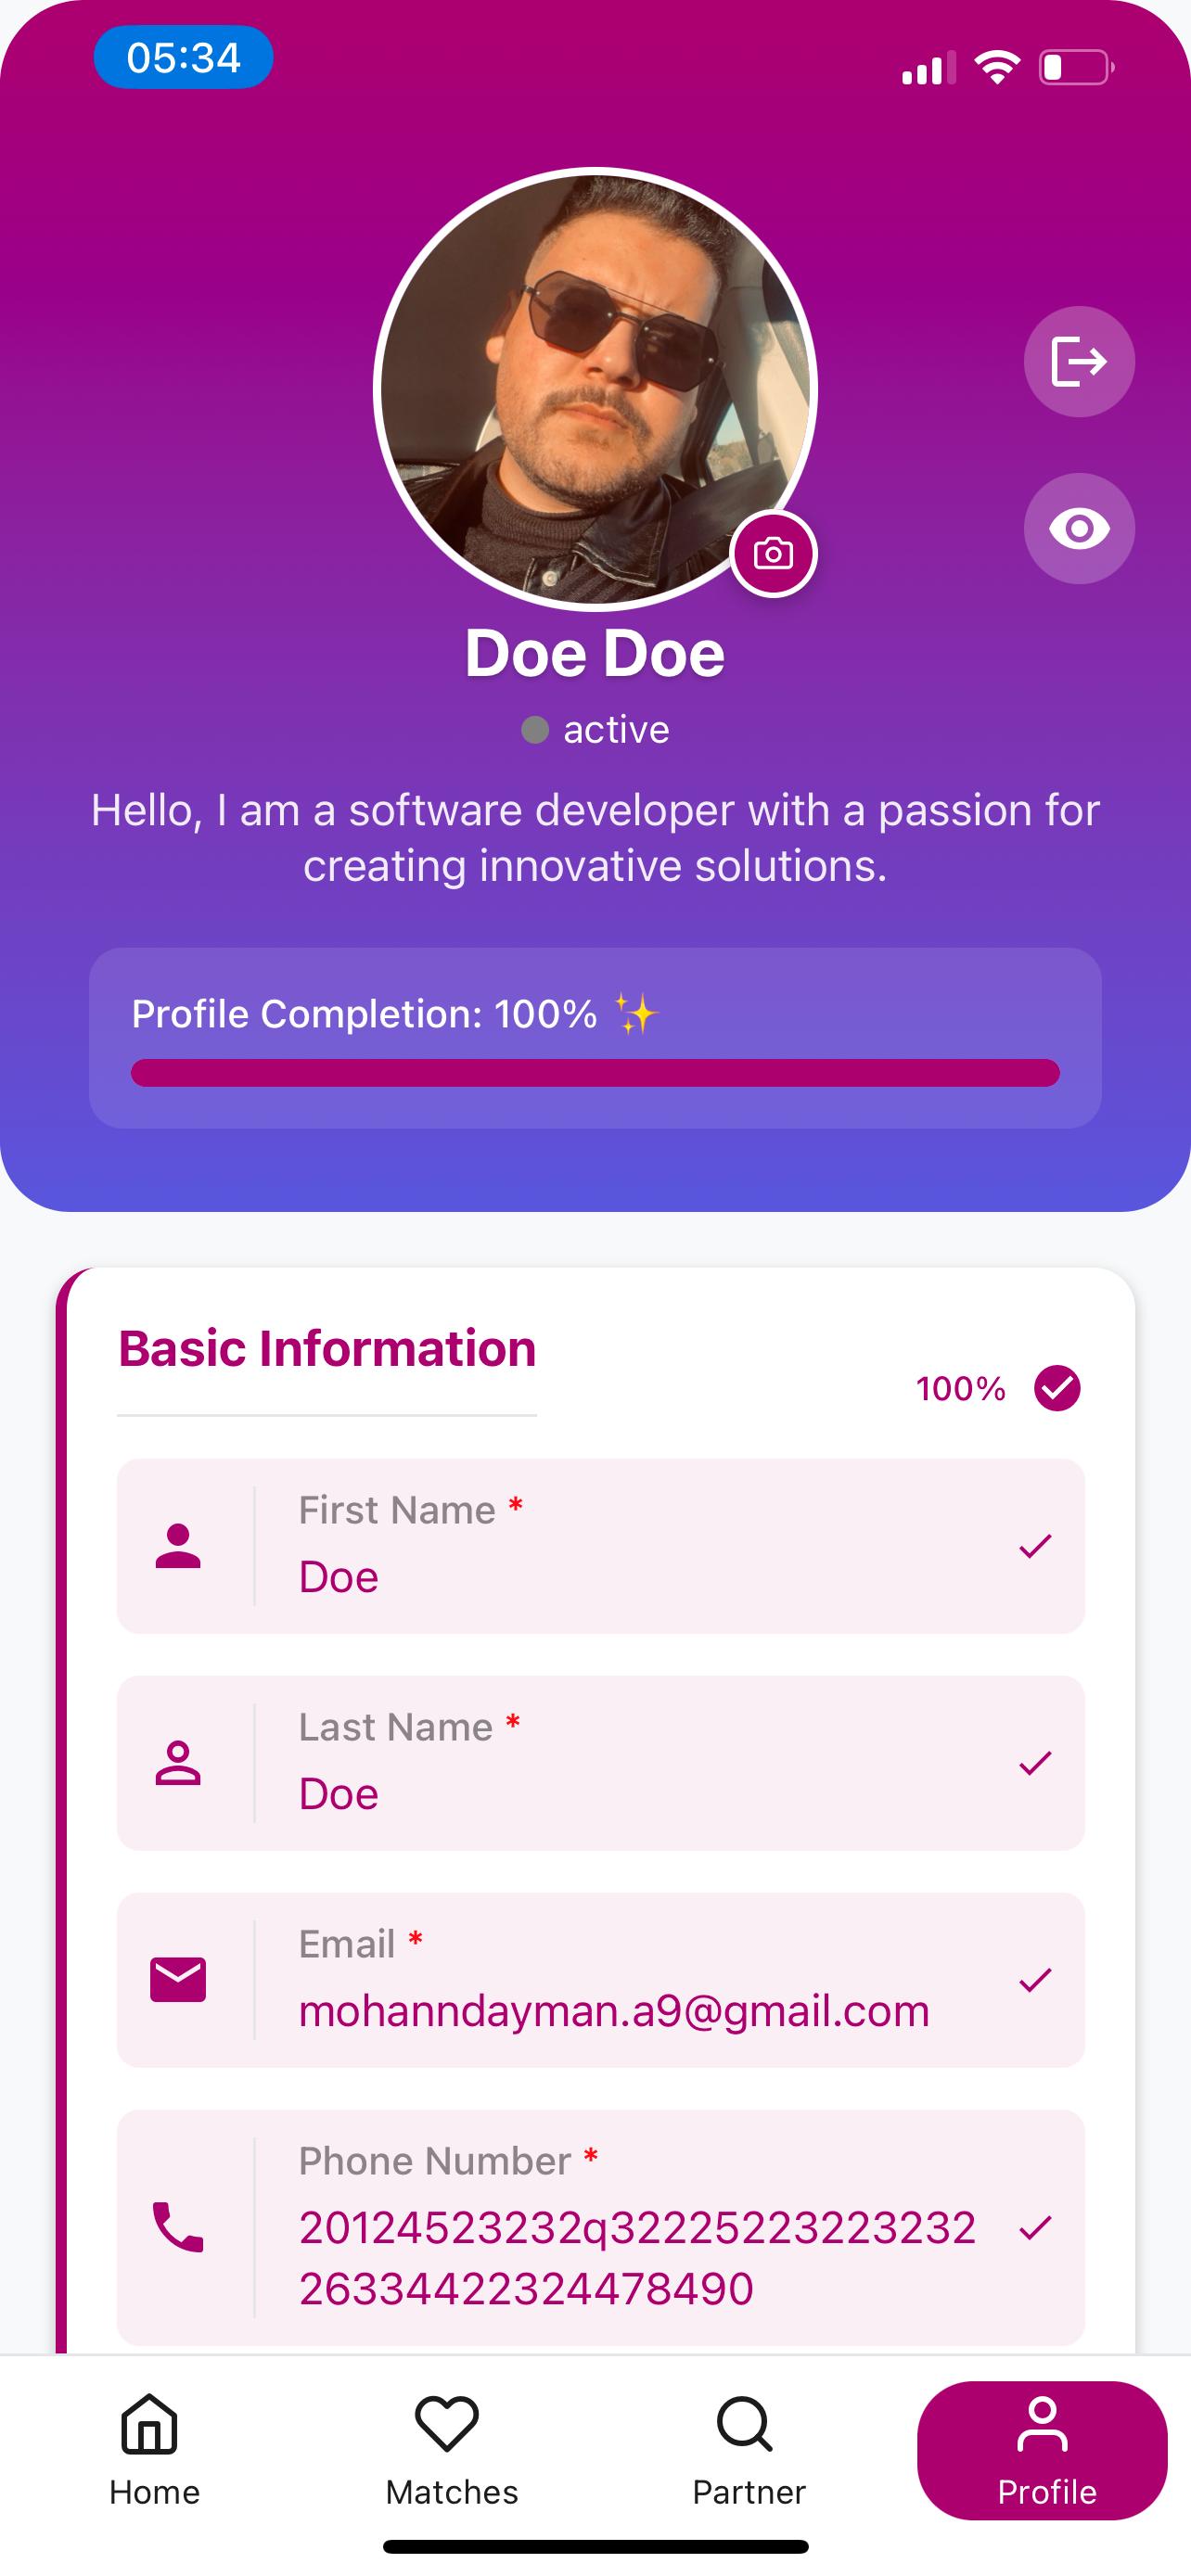 05:34
Doe Doe
active
Hello, I am a software developer with a passion for
creating innovative solutions.
Profile Completion: 100% ✨
Basic Information
100%
First Name *
Doe
Last Name *
Doe
Email *
mohanndayman.a9@gmail.com
Phone Number *
20124523232q32225223223232
26334422324478490
Home
Matches
Partner
Profile